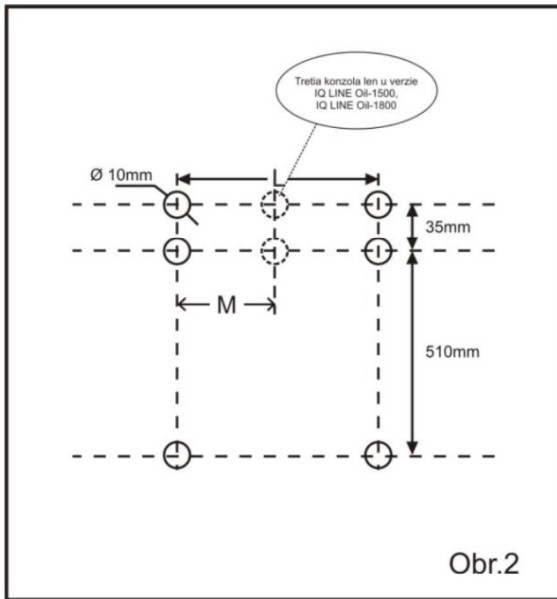 Tretia konzola len u verzie
IQ LINE Oil-1500,
IQ LINE Oil-1800
Ø 10mm
L
35mm
M
510mm
Obr.2